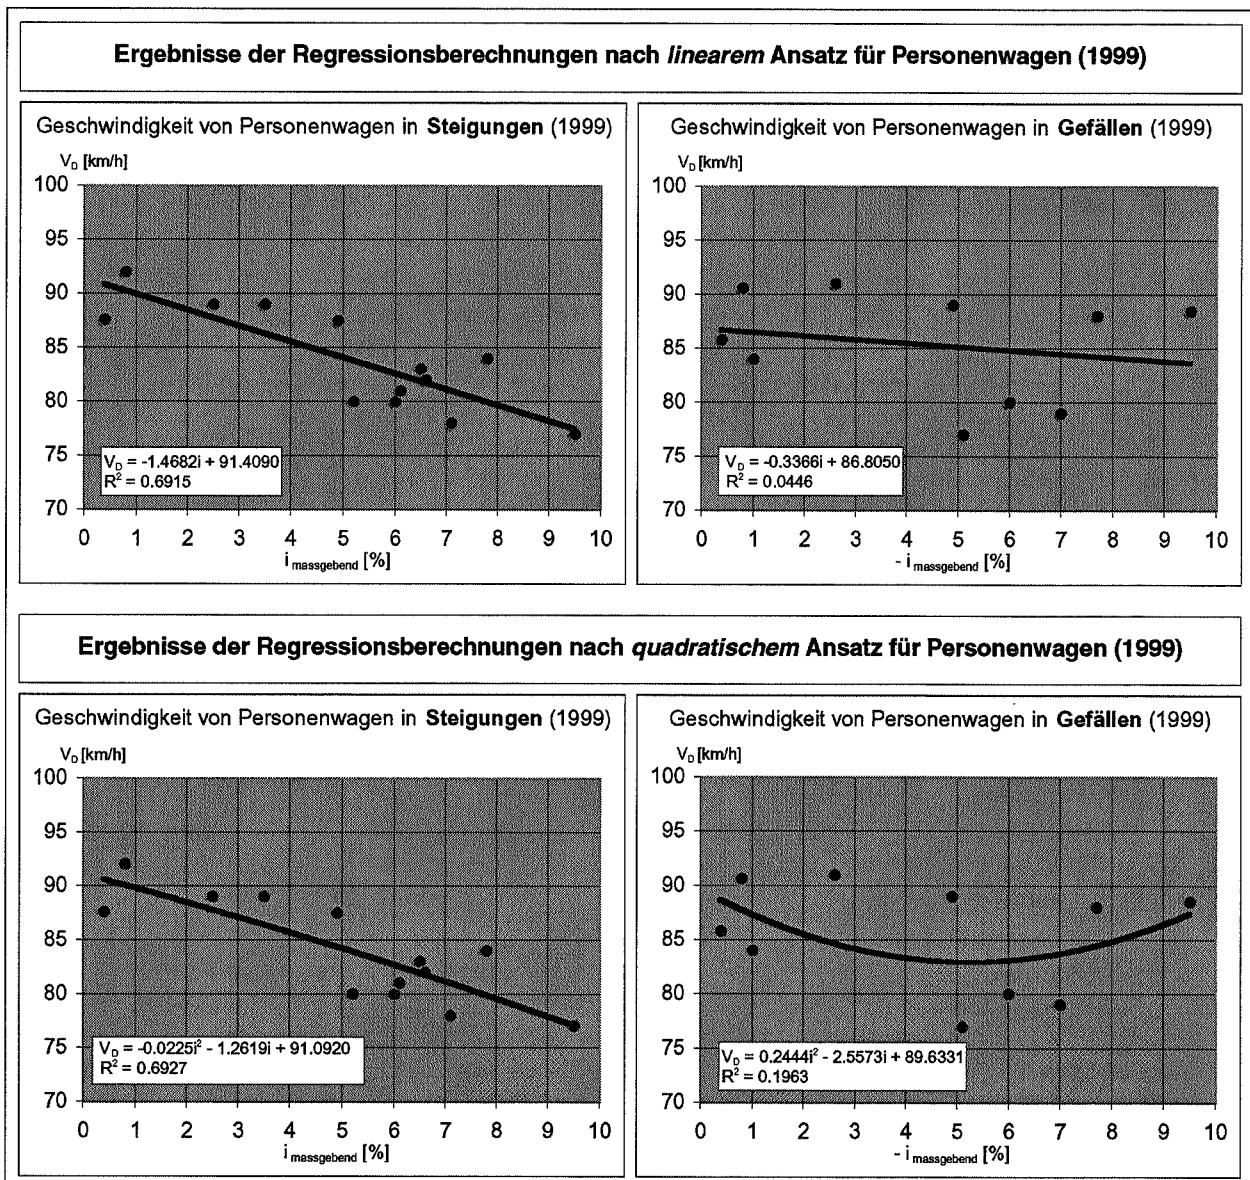 Ergebnisse der Regressionsberechnungen nach linearem Ansatz für Personenwagen (1999)
Geschwindigkeit von Personenwagen in Steigungen (1999)
V_D [km/h]
100
95
90
85
80
75
70
V_D = -1.4682i + 91.4090
R² = 0.6915
0 1 2 3 4 5 6 7 8 9 10
i massgebend [%]
Geschwindigkeit von Personenwagen in Gefällen (1999)
V_D [km/h]
100
95
90
85
80
75
70
V_D = -0.3366i + 86.8050
R² = 0.0446
0 1 2 3 4 5 6 7 8 9 10
- i massgebend [%]
Ergebnisse der Regressionsberechnungen nach quadratischem Ansatz für Personenwagen (1999)
Geschwindigkeit von Personenwagen in Steigungen (1999)
V_D [km/h]
100
95
90
85
80
75
70
V_D = -0.0225i² - 1.2619i + 91.0920
R² = 0.6927
0 1 2 3 4 5 6 7 8 9 10
i massgebend [%]
Geschwindigkeit von Personenwagen in Gefällen (1999)
V_D [km/h]
100
95
90
85
80
75
70
V_D = 0.2444i² - 2.5573i + 89.6331
R² = 0.1963
0 1 2 3 4 5 6 7 8 9 10
- i massgebend [%]